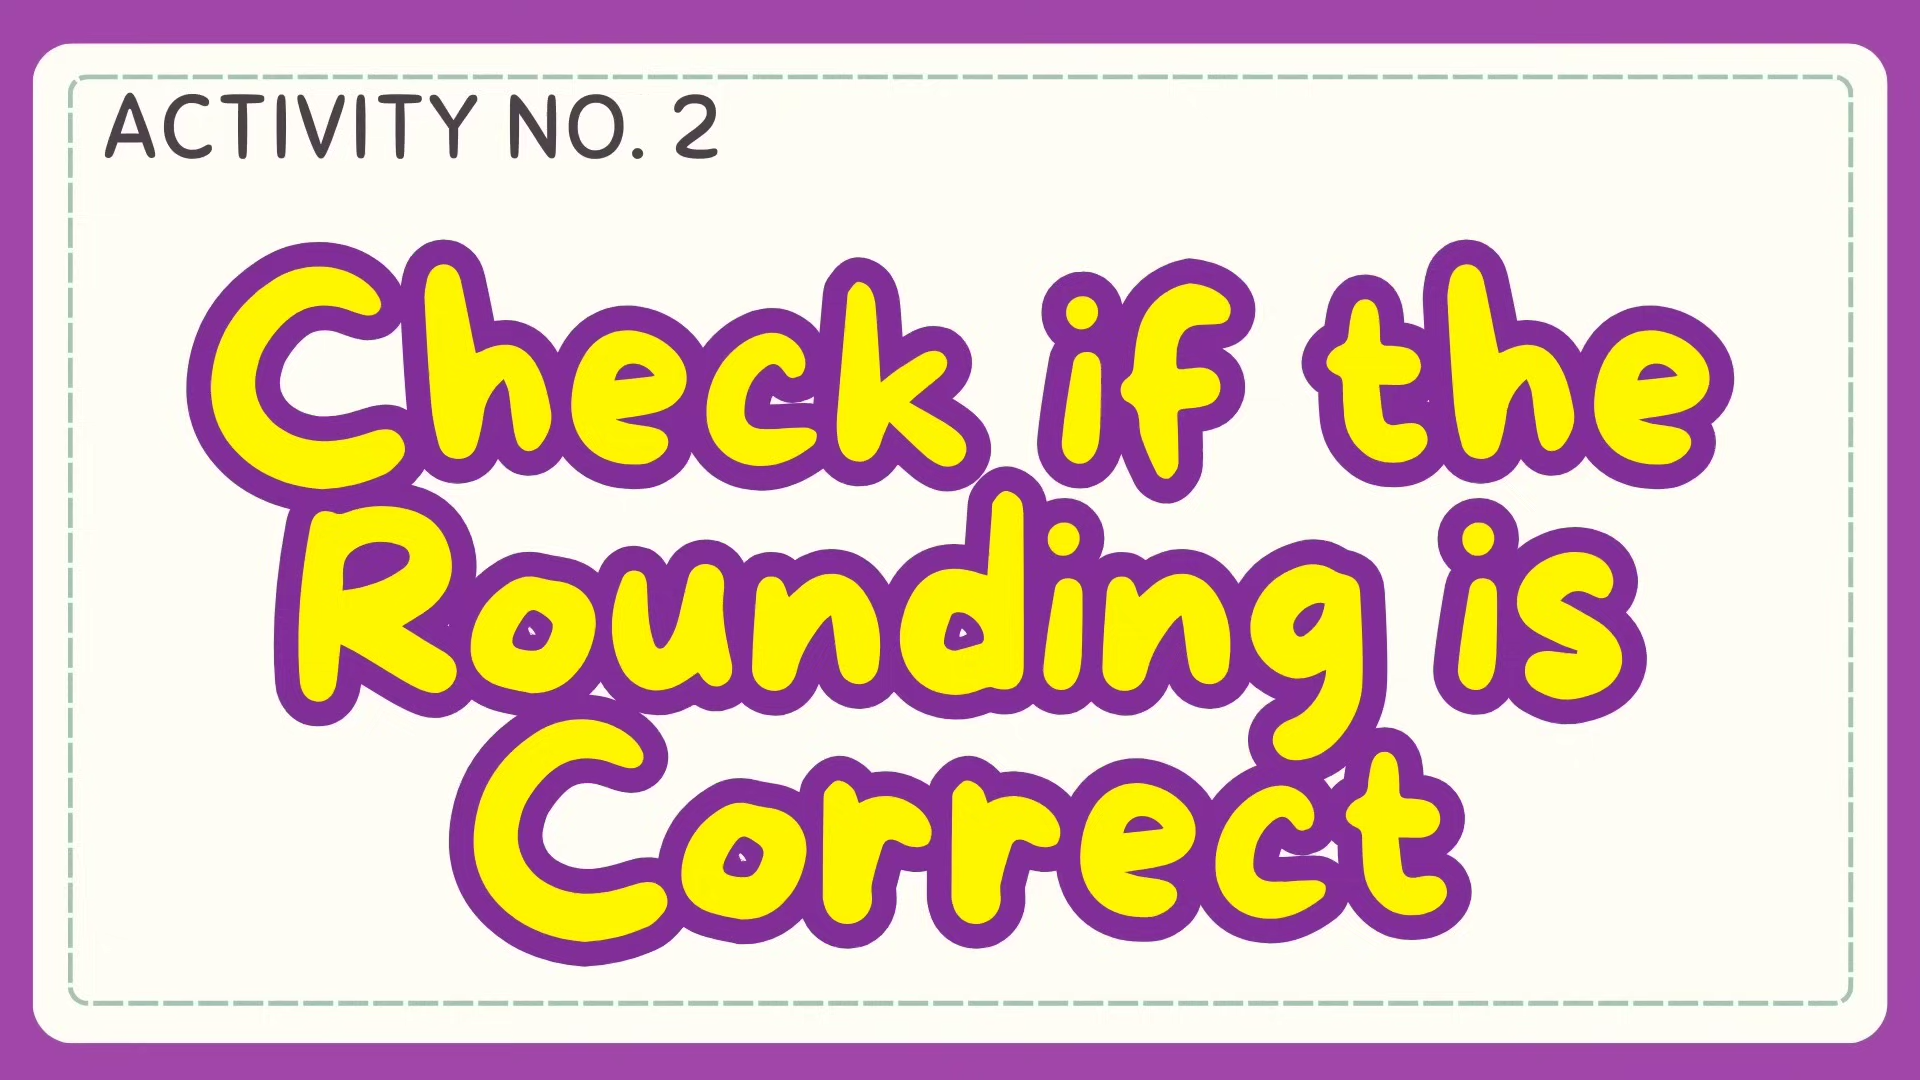 ACTIVITY NO. 2
Check if the
Rounding is
Correct